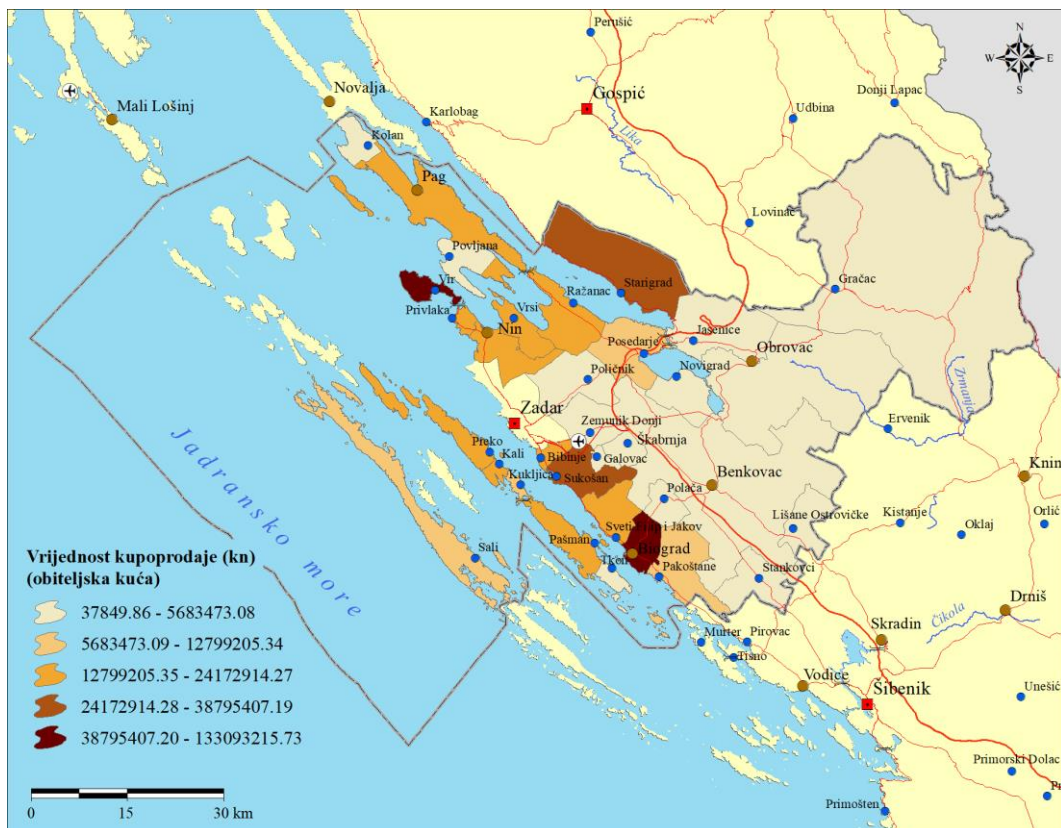 N
W E
S
Perušić
Novalja
Mali Lošinj
Karlobag
Gospić
Udbina
Donji Lapac
Lika
Kolan
Pag
Lovinac
Povljana
Vir
Starigrad
Gračac
Ražanac
Privlaka
Vrsi
Nin
Jasenice
Posedarje
Obrovac
Poličnik
Novigrad
Zrmanja
Zadar
Zemunik Donji
Ervenik
Škabrnja
Preko
Kali
Bibinje
Galovac
Kukljica
Sukošan
Benkovac
Knin
Polača
Jadransko more
Lišane Ostrovičke
Kistanje
Oklaj
Orlić
Pašman
Biograd
Sali
Tkon
Pakoštane
Stankovci
Drniš
Čikola
Skradin
Murter
Pirovac
Tisno
Vodice
Šibenik
Unešić
Primorski Dolac
Primošten
Vrijednost kupoprodaje (kn)
(obiteljska kuća)
37849.86 - 5683473.08
5683473.09 - 12799205.34
12799205.35 - 24172914.27
24172914.28 - 38795407.19
38795407.20 - 133093215.73
0 15 30 km